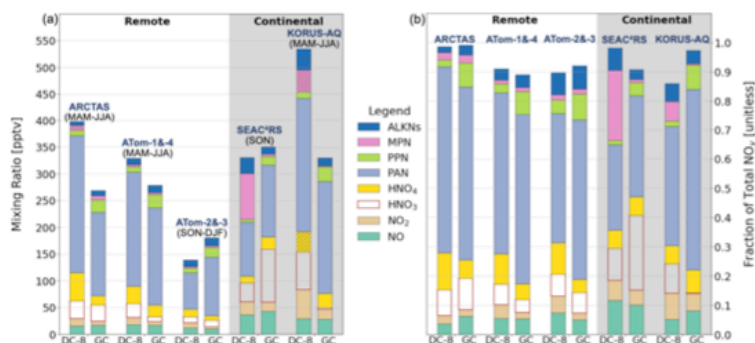 (a)
Remote
Continental
KORUS-AQ
(MAM-JJA)
ARCTAS
(MAM-JJA)
ATom-1&-4
(MAM-JJA)
SEAC⁴RS
(SON)
ATom-2&-3
(SON-DJF)
Mixing Ratio [pptv]
550
500
450
400
350
300
250
200
150
100
50
0
DC-8 GC DC-8 GC DC-8 GC DC-8 GC DC-8 GC
Legend
ALKNs
MPN
PPN
PAN
HNO₄
HNO₃
NO₂
NO
(b)
Remote
Continental
ARCTAS
ATom-1&-4
ATom-2&-3
SEAC⁴RS
KORUS-AQ
1.0
0.9
0.8
0.7
0.6
0.5
0.4
0.3
0.2
0.1
0.0
Fraction of Total NOᵧ [unitless]
DC-8 GC DC-8 GC DC-8 GC DC-8 GC DC-8 GC